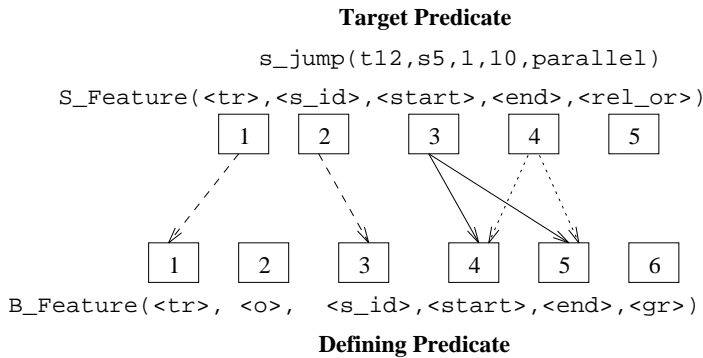 Target Predicate
s_jump(t12,s5,1,10,parallel)
S_Feature(<tr>,<s_id>,<start>,<end>,<rel_or>)
1 2 3 4 5
1 2 3 4 5 6
B_Feature(<tr>, <o>, <s_id>,<start>,<end>,<gr>)
Defining Predicate